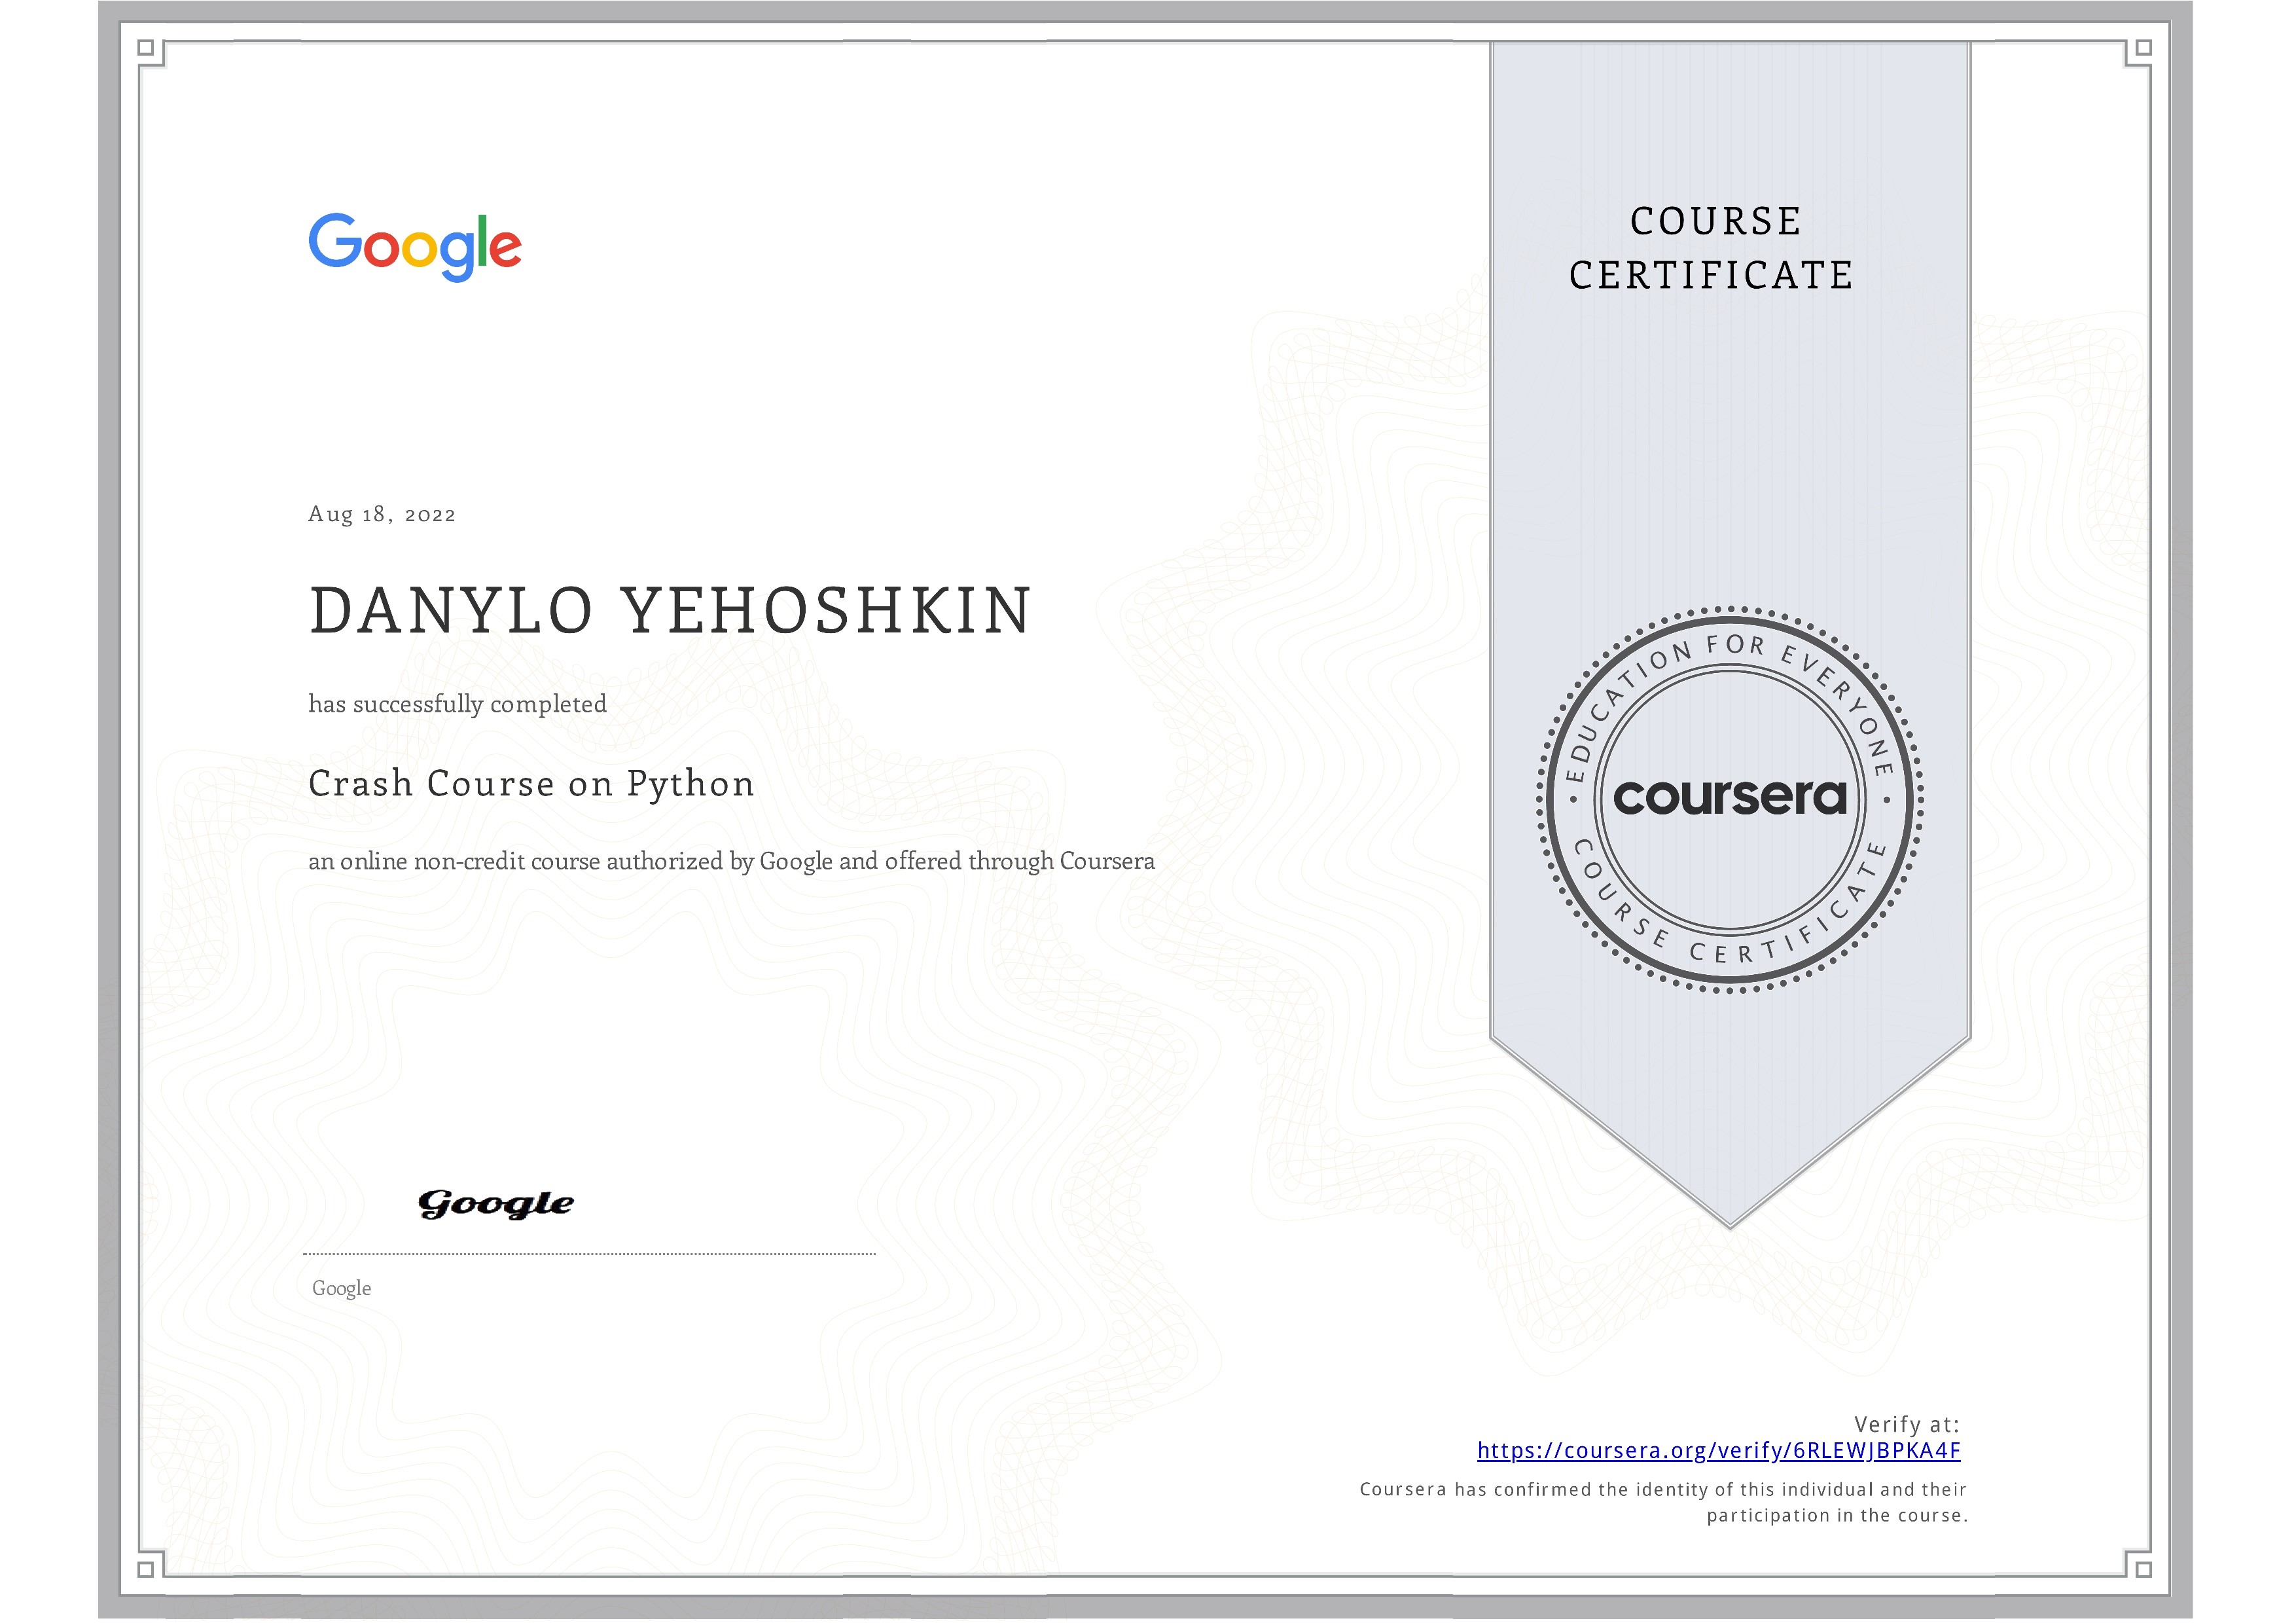 Google
COURSE
CERTIFICATE
Aug 18, 2022
DANYLO YEHOSHKIN
has successfully completed
Crash Course on Python
an online non-credit course authorized by Google and offered through Coursera
EDUCATION FOR EVERYONE
coursera
COURSE CERTIFICATE
Google
Google
Verify at:
https://coursera.org/verify/6RLEWJBPKA4F
Coursera has confirmed the identity of this individual and their
participation in the course.